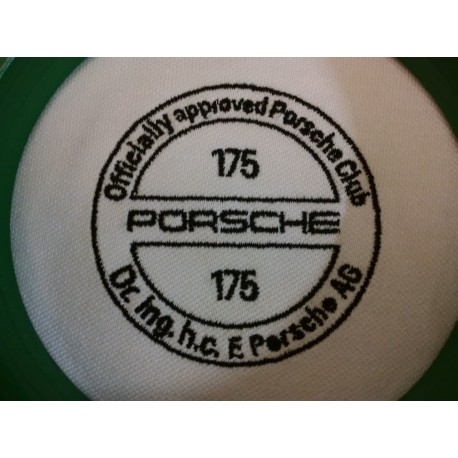 Officially approved Porsche Club
175
PORSCHE
175
Dr. Ing. h.c. F Porsche AG